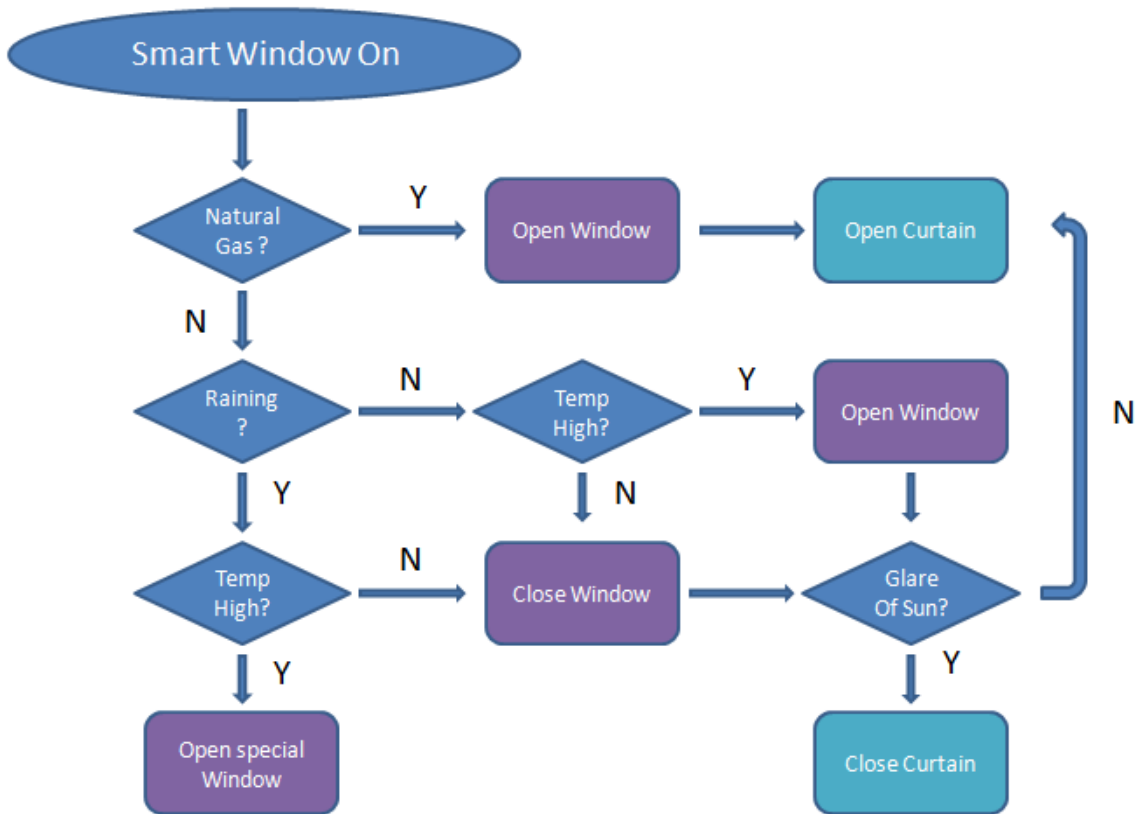 Smart Window On
Natural
Gas ?
Y
Open Window
Open Curtain
N
Raining
?
N
Temp
High?
Y
Open Window
N
Y
N
Temp
High?
N
Close Window
Glare
Of Sun?
Y
Y
Open special
Window
Close Curtain